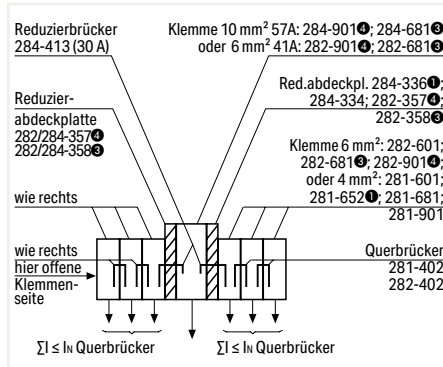 Reduzierbrücker
284-413 (30 A)
Klemme 10 mm² 57A: 284-901❹; 284-681❸
oder 6 mm² 41A: 282-901❹; 282-681❸
Reduzier-
abdeckplatte
282/284-357❹
282/284-358❸
Red.abdeckpl. 284-336❶;
284-334; 282-357❹;
282-358❸
Klemme 6 mm²: 282-601;
282-681❸; 282-901❹;
oder 4 mm²: 281-601;
281-652❶; 281-681;
281-901
wie rechts
wie rechts
hier offene
Klemmen-
seite
Querbrücker
281-402
282-402
∑I ≤ IN Querbrücker
∑I ≤ IN Querbrücker